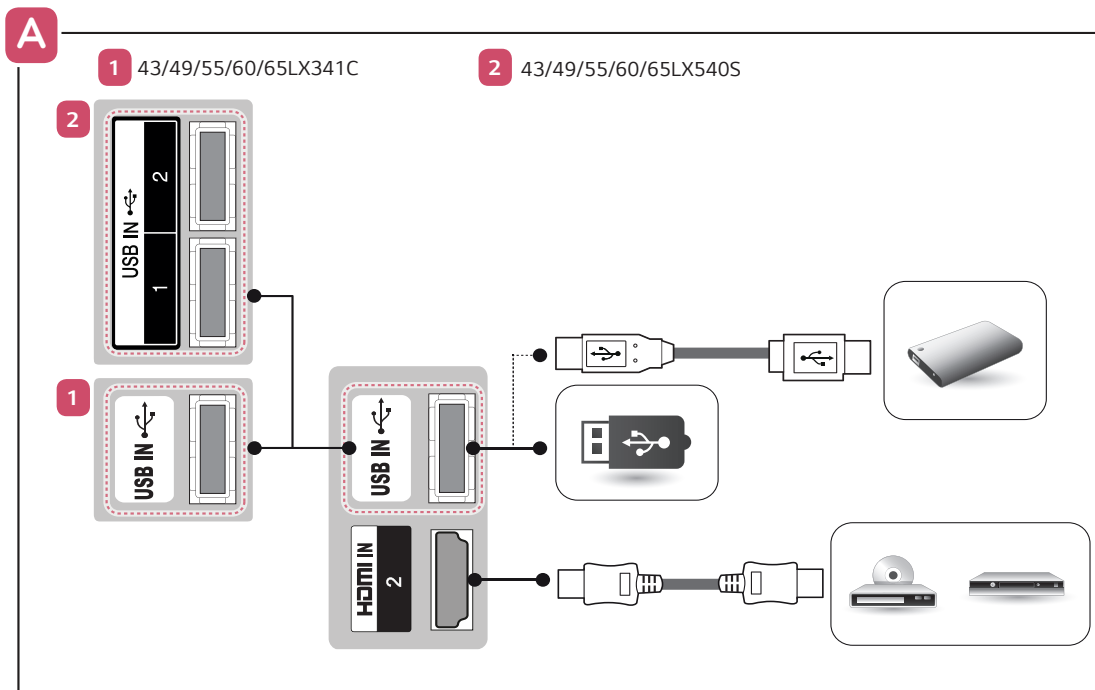 A
1 43/49/55/60/65LX341C
2 43/49/55/60/65LX540S
2
USB IN
2
1
1
USB IN
USB IN
HDMI IN
2